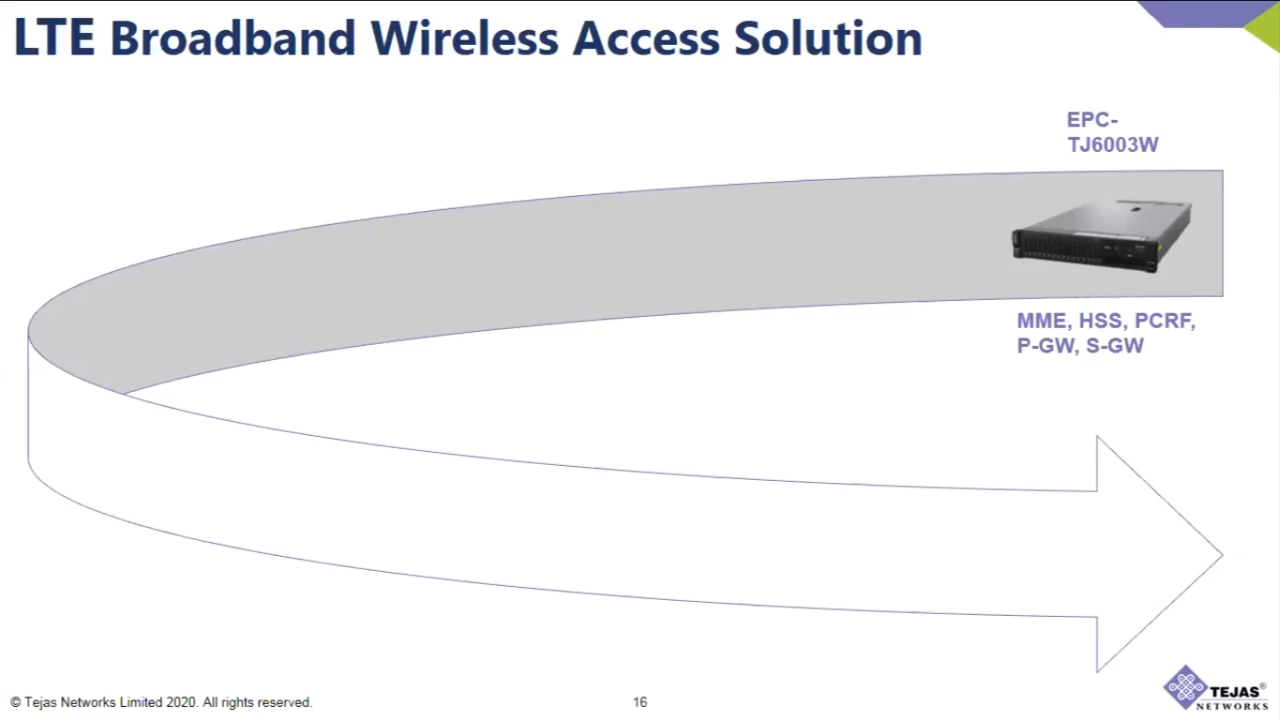 LTE Broadband Wireless Access Solution
EPC-
TJ6003W
MME, HSS, PCRF,
P-GW, S-GW
© Tejas Networks Limited 2020. All rights reserved.
16
TEJAS®
NETWORKS